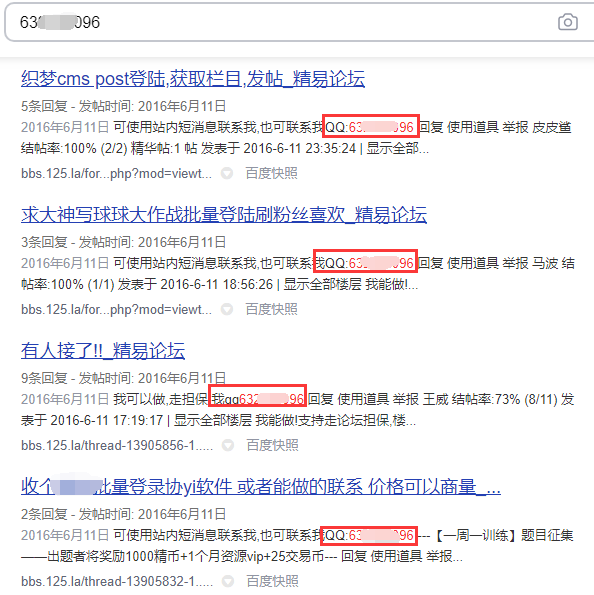 63 096
织梦cms post登陆,获取栏目,发帖_精易论坛
5条回复 - 发帖时间: 2016年6月11日
2016年6月11日 可使用站内短消息联系我,也可联系我QQ:63 096 回复 使用道具 举报 皮皮鲨
结帖率:100% (2/2) 精华帖:1 帖 发表于 2016-6-11 23:35:24 | 显示全部...
bbs.125.la/for...php?mod=viewt... 百度快照
求大神写球球大作战批量登陆刷粉丝喜欢_精易论坛
3条回复 - 发帖时间: 2016年6月11日
2016年6月11日 可使用站内短消息联系我,也可联系我QQ:63 096 回复 使用道具 举报 马波 结
帖率:100% (1/1) 发表于 2016-6-11 18:56:26 | 显示全部楼层 我能做!...
bbs.125.la/for...php?mod=viewt... 百度快照
有人接了!!_精易论坛
9条回复 - 发帖时间: 2016年6月11日
2016年6月11日 我可以做,走担保,我qq632 096 回复 使用道具 举报 王威 结帖率:73% (8/11) 发
表于 2016-6-11 17:19:17 | 显示全部楼层 我能做!支持走论坛担保,楼...
bbs.125.la/thread-13905856-1..... 百度快照
收个 批量登录协yi软件 或者能做的联系 价格可以商量_...
2条回复 - 发帖时间: 2016年6月11日
2016年6月11日 可使用站内短消息联系我,也可联系我QQ:63 096---【一周一训练】题目征集
——出题者将奖励1000精币+1个月资源vip+25交易币--- 回复 使用道具 举报...
bbs.125.la/thread-13905832-1..... 百度快照